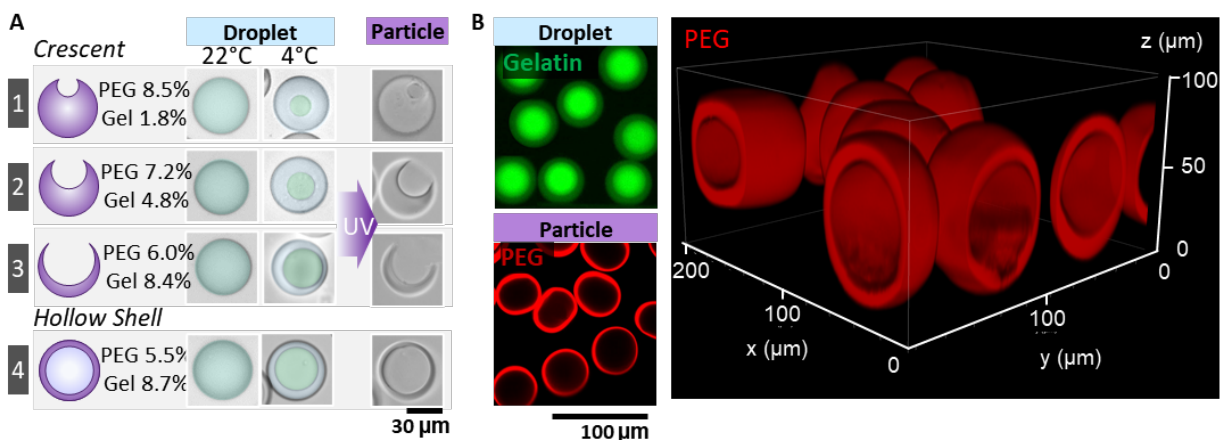 A
Droplet
Particle
Crescent
22°C
4°C
1
PEG 8.5%
Gel 1.8%
2
PEG 7.2%
Gel 4.8%
UV
3
PEG 6.0%
Gel 8.4%
Hollow Shell
4
PEG 5.5%
Gel 8.7%
30 µm
B
Droplet
Gelatin
Particle
PEG
100 µm
PEG
z (µm)
100
50
0
0
200
100
x (µm)
0
100
y (µm)